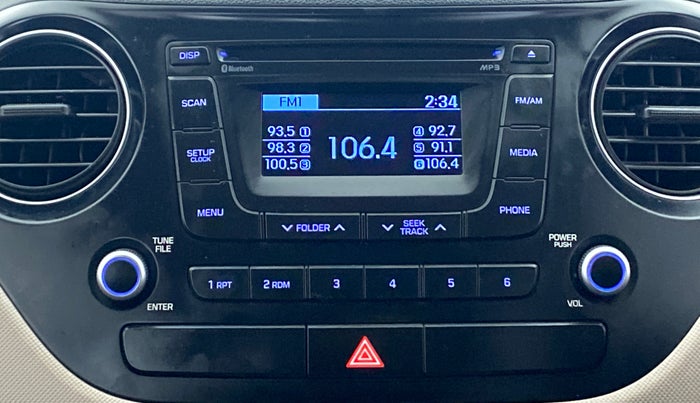 DISP
Bluetooth
MP3
SCAN
FM1 2:34
FM/AM
93.5 1
4 92.7
98.3 2
106.4
5 91.1
100.5 3
6 106.4
SETUP
CLOCK
MEDIA
MENU
PHONE
FOLDER
SEEK
TRACK
TUNE
FILE
POWER
PUSH
1 RPT
2 RDM
3
4
5
6
ENTER
VOL